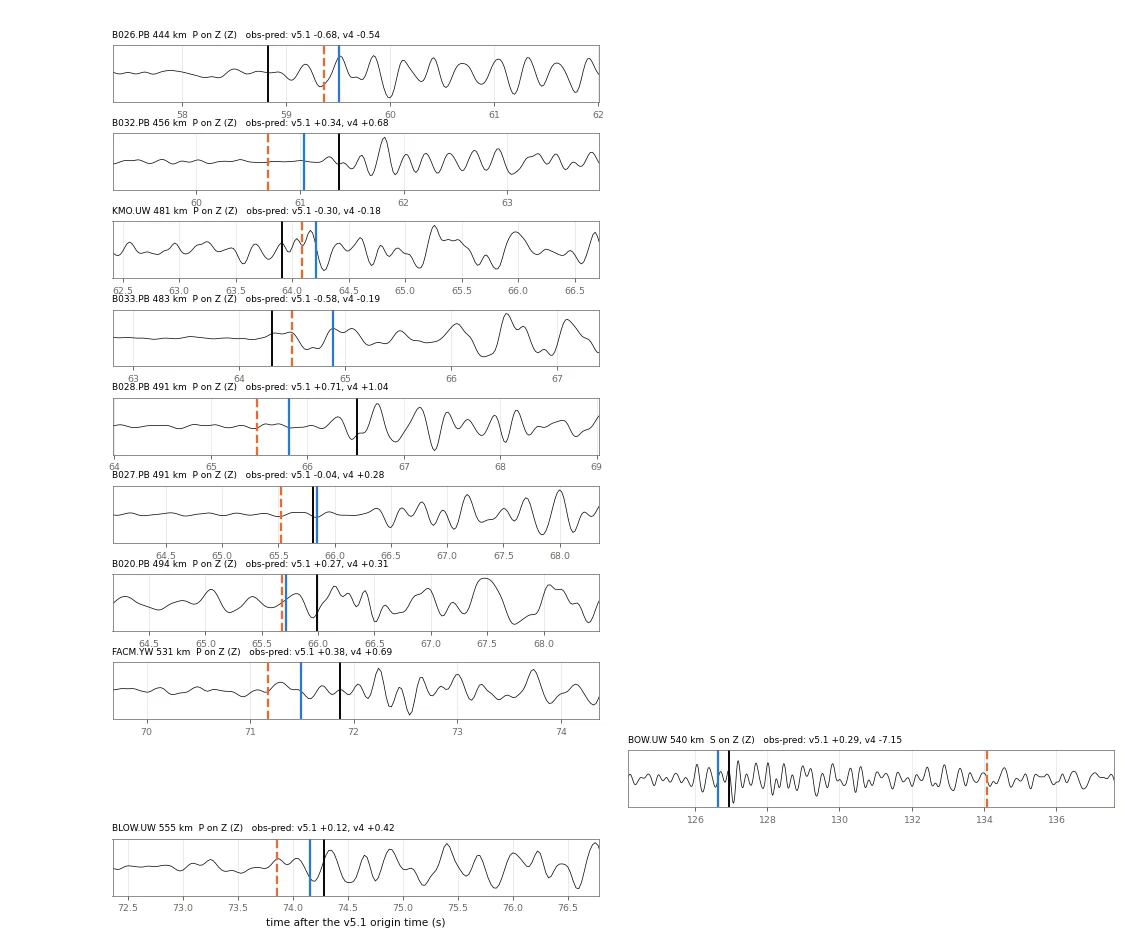 B026.PB 444 km  P on Z (Z)   obs-pred: v5.1 -0.68, v4 -0.54
58 59 60 61 62
B032.PB 456 km  P on Z (Z)   obs-pred: v5.1 +0.34, v4 +0.68
60 61 62 63
KMO.UW 481 km  P on Z (Z)   obs-pred: v5.1 -0.30, v4 -0.18
62.5 63.0 63.5 64.0 64.5 65.0 65.5 66.0 66.5
B033.PB 483 km  P on Z (Z)   obs-pred: v5.1 -0.58, v4 -0.19
63 64 65 66 67
B028.PB 491 km  P on Z (Z)   obs-pred: v5.1 +0.71, v4 +1.04
64 65 66 67 68 69
B027.PB 491 km  P on Z (Z)   obs-pred: v5.1 -0.04, v4 +0.28
64.5 65.0 65.5 66.0 66.5 67.0 67.5 68.0
B020.PB 494 km  P on Z (Z)   obs-pred: v5.1 +0.27, v4 +0.31
64.5 65.0 65.5 66.0 66.5 67.0 67.5 68.0
FACM.YW 531 km  P on Z (Z)   obs-pred: v5.1 +0.38, v4 +0.69
70 71 72 73 74
BOW.UW 540 km  S on Z (Z)   obs-pred: v5.1 +0.29, v4 -7.15
126 128 130 132 134 136
BLOW.UW 555 km  P on Z (Z)   obs-pred: v5.1 +0.12, v4 +0.42
72.5 73.0 73.5 74.0 74.5 75.0 75.5 76.0 76.5
time after the v5.1 origin time (s)